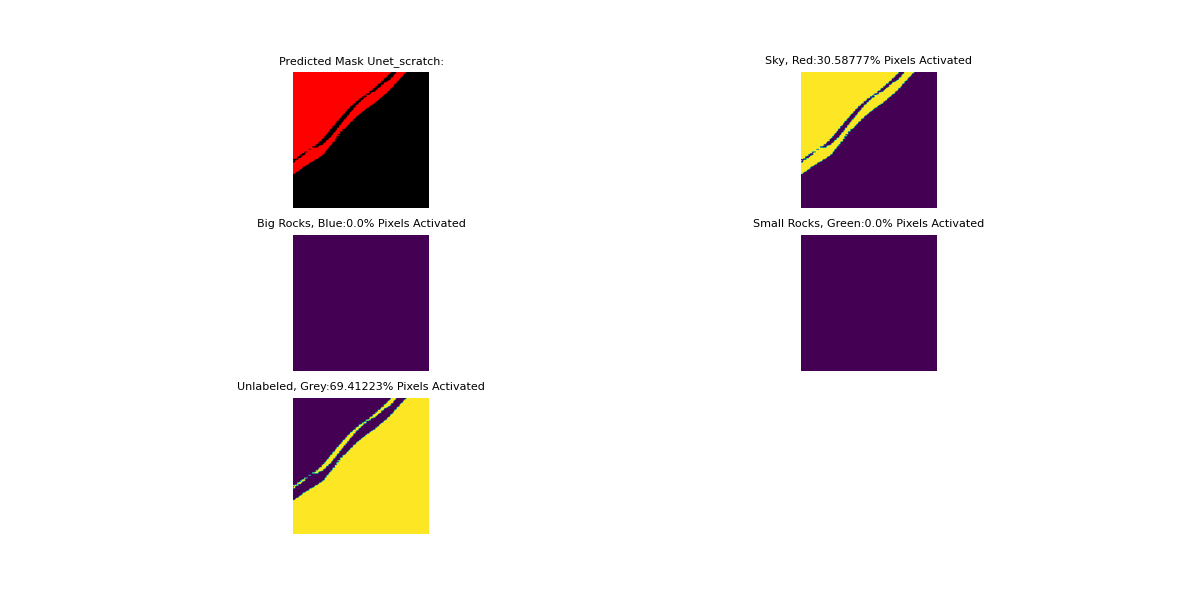 Predicted Mask Unet_scratch:
Sky, Red:30.58777% Pixels Activated
Big Rocks, Blue:0.0% Pixels Activated
Small Rocks, Green:0.0% Pixels Activated
Unlabeled, Grey:69.41223% Pixels Activated